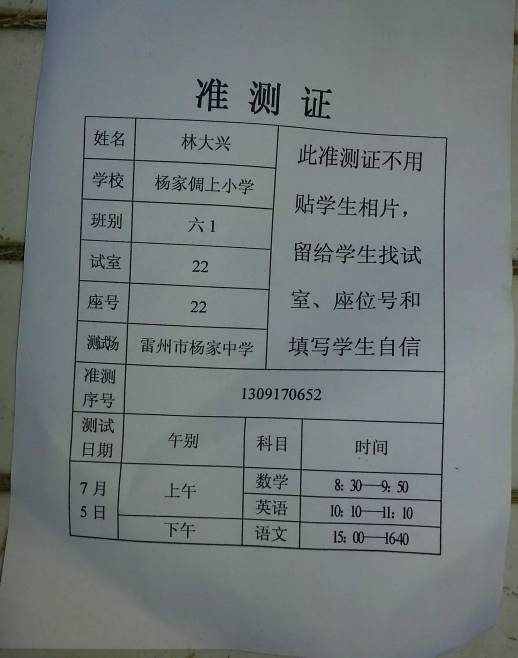 准测证
姓名 林大兴
学校 杨家倜上小学
班别 六1
试室 22
座号 22
测试场 雷州市杨家中学
此准测证不用
贴学生相片，
留给学生找试
室、座位号和
填写学生自信
准测
序号 1309170652
测试
日期 午别 科目 时间
7月
5日 上午 数学 8：30—9：50
英语 10：10—11：10
下午 语文 15：00—1640